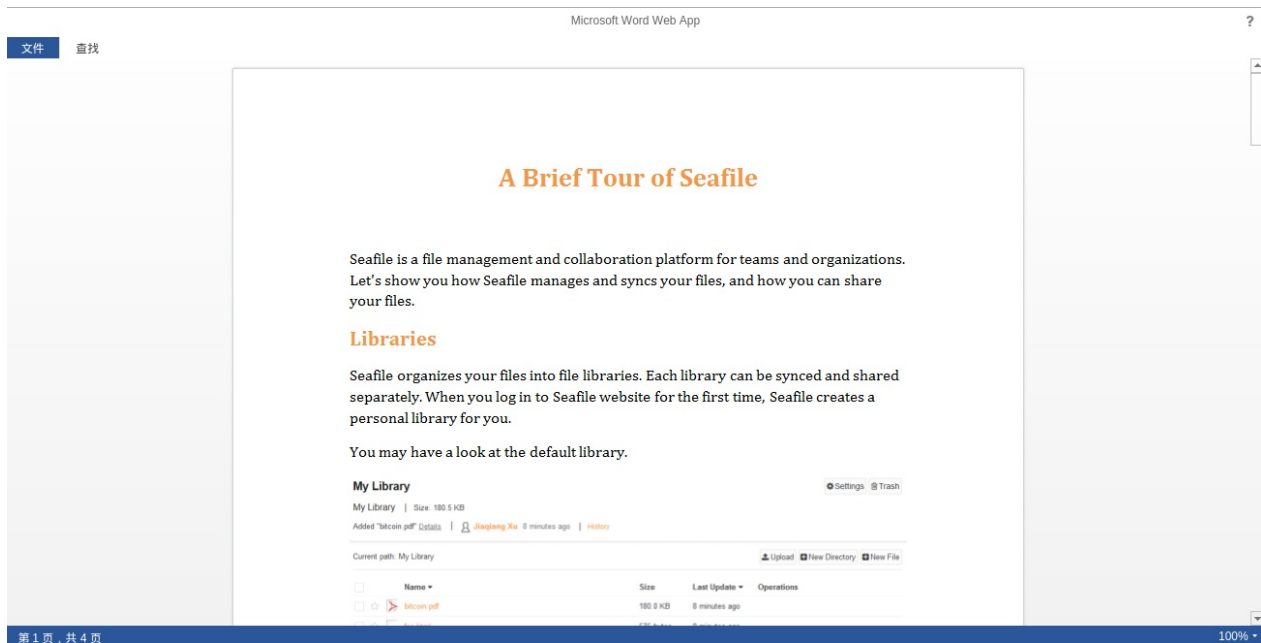 Microsoft Word Web App
?
文件 查找
A Brief Tour of Seafile
Seafile is a file management and collaboration platform for teams and organizations.
Let's show you how Seafile manages and syncs your files, and how you can share
your files.
Libraries
Seafile organizes your files into file libraries. Each library can be synced and shared
separately. When you log in to Seafile website for the first time, Seafile creates a
personal library for you.
You may have a look at the default library.
My Library Settings Trash
My Library | Size: 180.5 KB
Added "bitcoin.pdf" Details | Jiaqiang Xu 8 minutes ago | History
Current path: My Library Upload New Directory New File
Name Size Last Update Operations
bitcoin.pdf 180.0 KB 8 minutes ago
第 1 页，共 4 页 100%